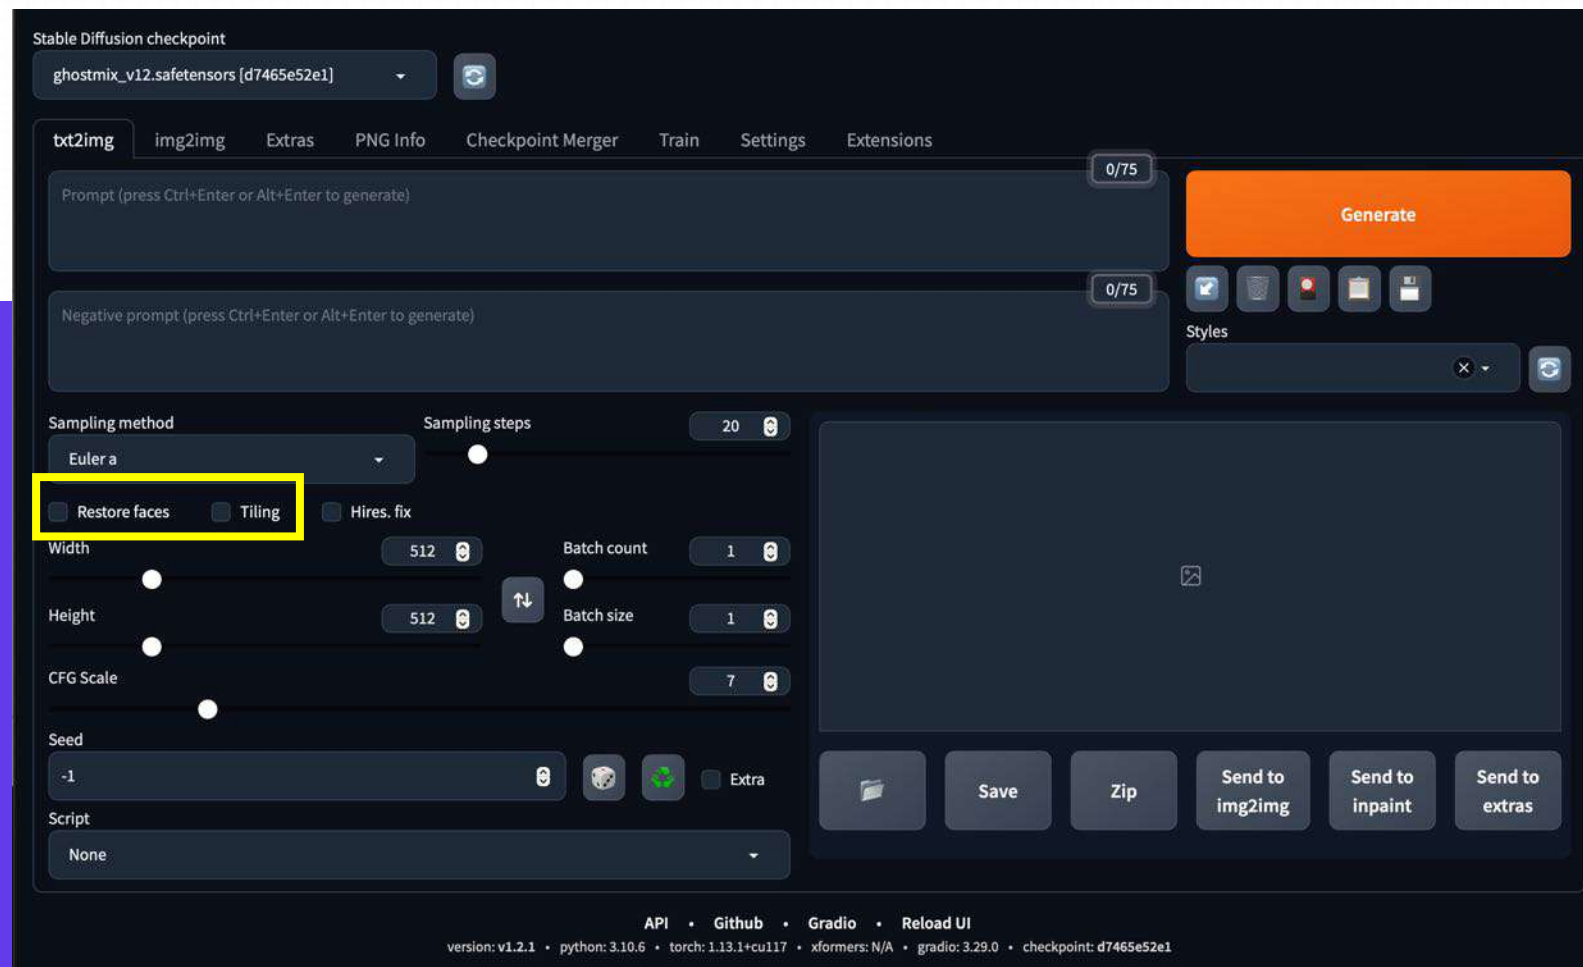 Stable Diffusion checkpoint
ghostmix_v12.safetensors [d7465e52e1]
txt2img img2img Extras PNG Info Checkpoint Merger Train Settings Extensions
0/75
Prompt (press Ctrl+Enter or Alt+Enter to generate)
Generate
0/75
Negative prompt (press Ctrl+Enter or Alt+Enter to generate)
Styles
Sampling method
Euler a
Sampling steps 20
Restore faces Tiling Hires. fix
Width 512
Batch count 1
Height 512
Batch size 1
CFG Scale 7
Seed
-1
Extra
Script
None
Save
Zip
Send to img2img
Send to inpaint
Send to extras
API • Github • Gradio • Reload UI
version: v1.2.1 • python: 3.10.6 • torch: 1.13.1+cu117 • xformers: N/A • gradio: 3.29.0 • checkpoint: d7465e52e1